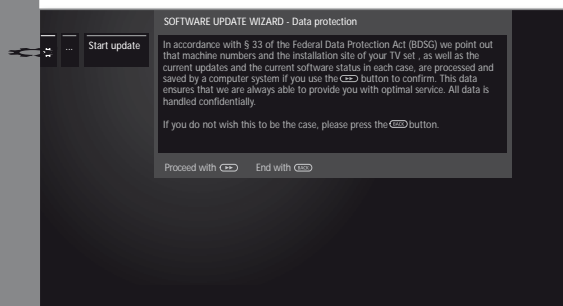 SOFTWARE UPDATE WIZARD - Data protection
... Start update
In accordance with § 33 of the Federal Data Protection Act (BDSG) we point out
that machine numbers and the installation site of your TV set , as well as the
current updates and the current software status in each case, are processed and
saved by a computer system if you use the button to confirm. This data
ensures that we are always able to provide you with optimal service. All data is
handled confidentially.
If you do not wish this to be the case, please press the BACK button.
Proceed with End with BACK